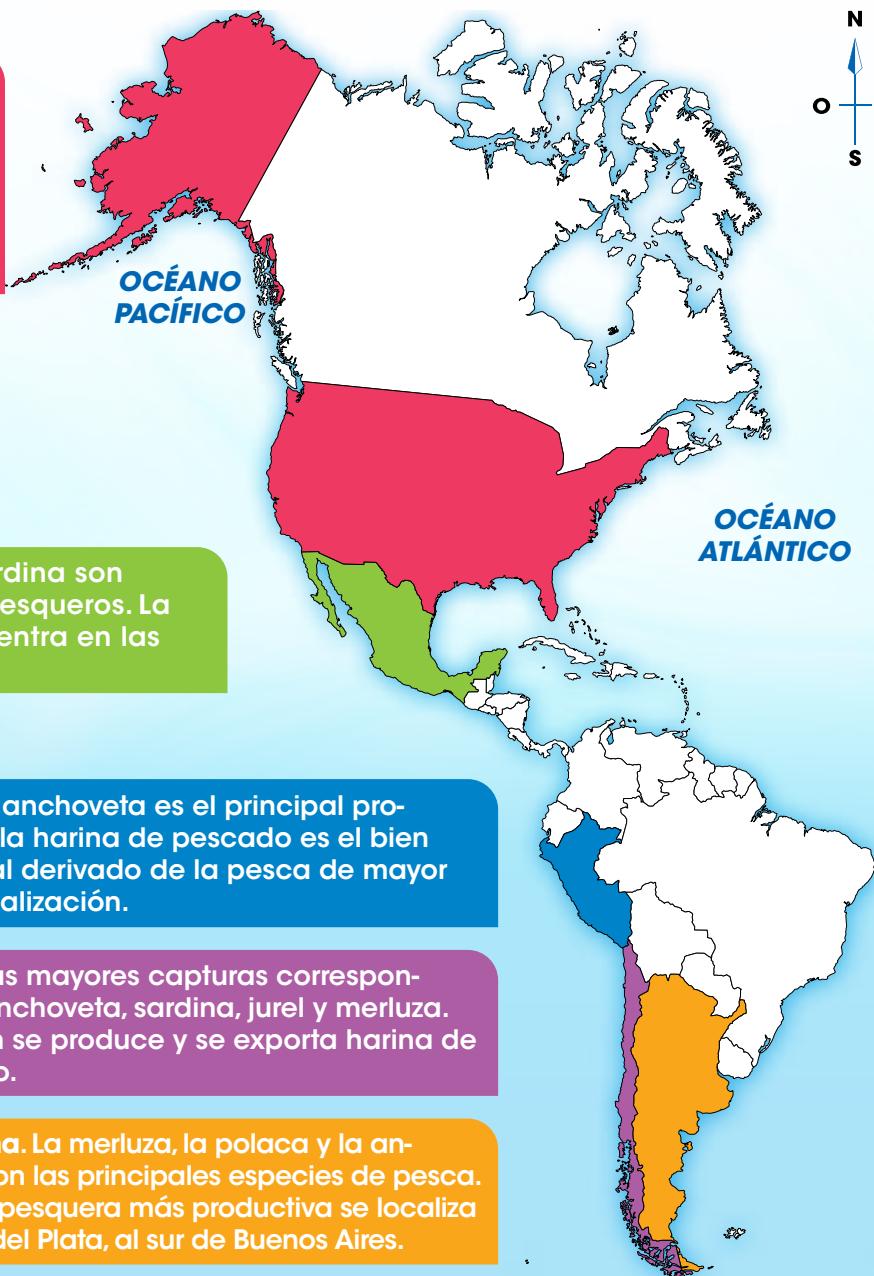 N
O
S
OCÉANO
PACÍFICO
OCÉANO
ATLÁNTICO
rdina son
esqueros. La
entra en las
anchoveta es el principal pro-
la harina de pescado es el bien
al derivado de la pesca de mayor
alización.
as mayores capturas correspon-
nchoveta, sardina, jurel y merluza.
n se produce y se exporta harina de
o.
na. La merluza, la polaca y la an-
on las principales especies de pesca.
pesquera más productiva se localiza
del Plata, al sur de Buenos Aires.